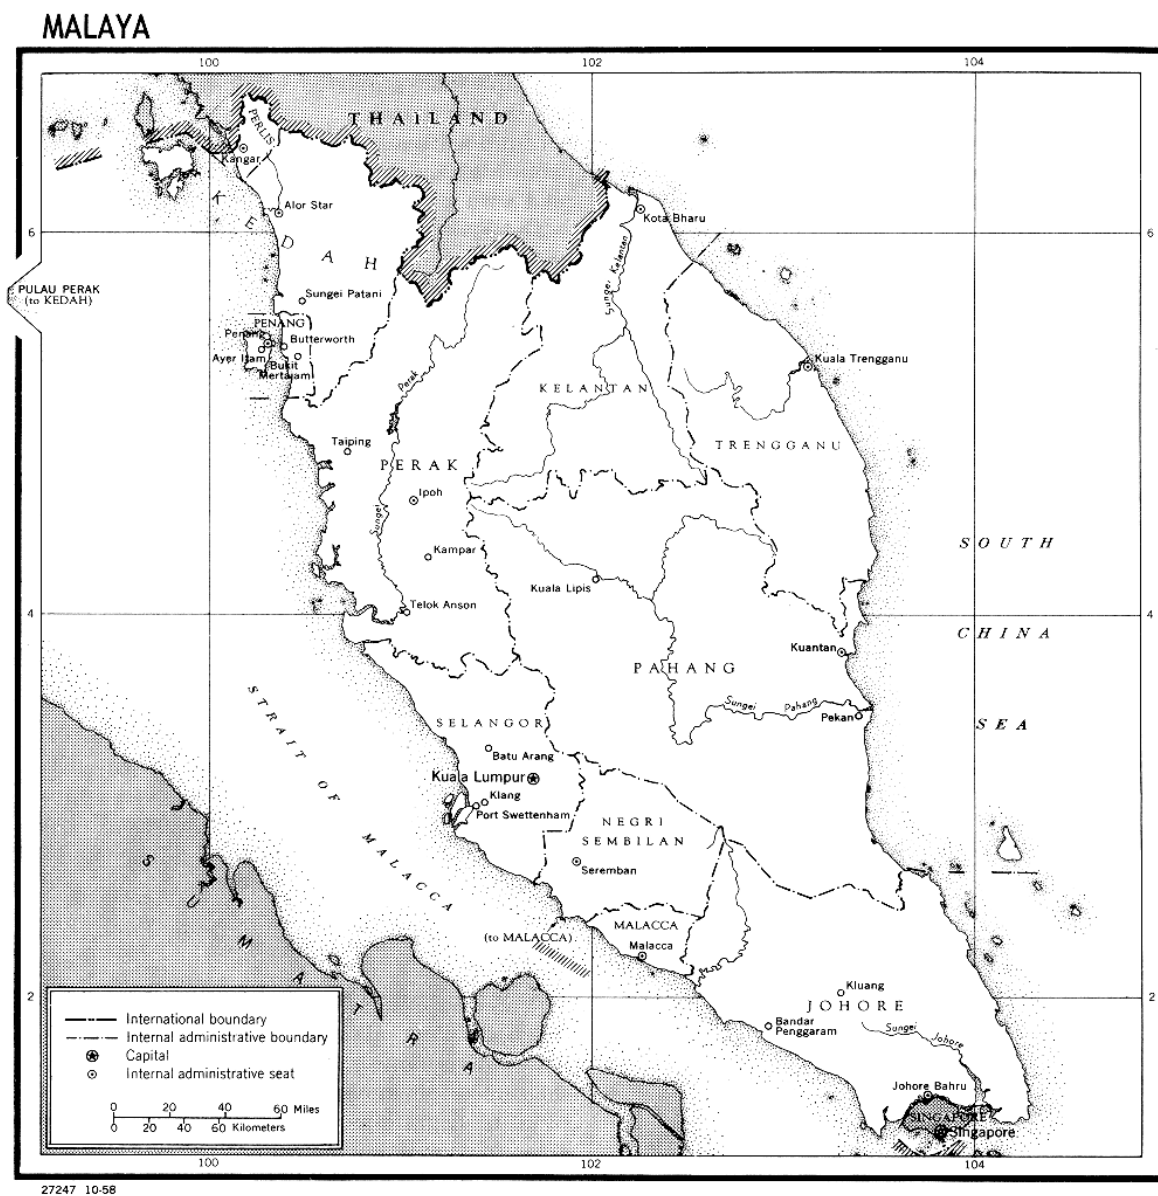 MALAYA
100
102
104
THAILAND
PERLIS
Kangar
Alor Star
KEDAH
Kota Bharu
6
6
Sungei Kelantan
PULAU PERAK
(to KEDAH)
Sungei Patani
PENANG
Penang
Butterworth
Ayer Itam
Bukit
Mertajam
Kuala Trengganu
Perak
KELANTAN
TRENGGANU
Taiping
PERAK
Ipoh
Sungei
Kampar
Kuala Lipis
Telok Anson
SOUTH
CHINA
SEA
4
4
Kuantan
PAHANG
Sungei Pahang
Pekan
STRAIT OF MALACCA
SELANGOR
Batu Arang
Kuala Lumpur
Klang
Port Swettenham
NEGRI
SEMBILAN
Seremban
SUMATRA
MALACCA
(to MALACCA)
Malacca
2
2
Kluang
JOHORE
Bandar
Penggaram
Sungei Johore
Johore Bahru
SINGAPORE
Singapore
International boundary
Internal administrative boundary
Capital
Internal administrative seat
0 20 40 60 Miles
0 20 40 60 Kilometers
100
102
104
27247 10-58